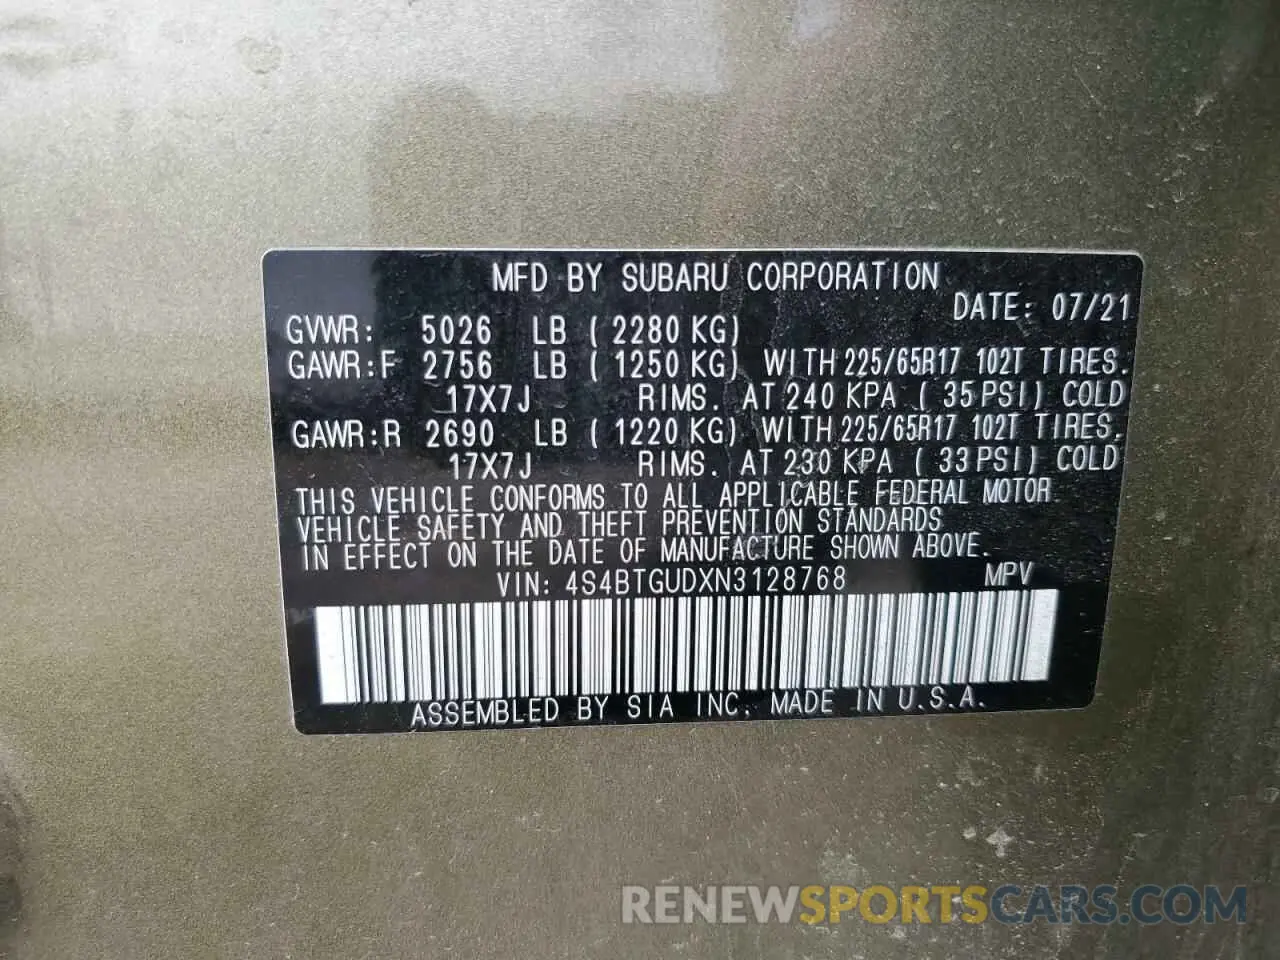 MFD BY SUBARU CORPORATION
DATE: 07/21
GVWR: 5026 LB ( 2280 KG)
GAWR:F 2756 LB ( 1250 KG) WITH 225/65R17 102T TIRES.
17X7J RIMS. AT 240 KPA ( 35 PSI) COLD
GAWR:R 2690 LB ( 1220 KG) WITH 225/65R17 102T TIRES.
17X7J RIMS. AT 230 KPA ( 33 PSI) COLD
THIS VEHICLE CONFORMS TO ALL APPLICABLE FEDERAL MOTOR
VEHICLE SAFETY AND THEFT PREVENTION STANDARDS
IN EFFECT ON THE DATE OF MANUFACTURE SHOWN ABOVE.
VIN: 4S4BTGUDXN3128768 MPV
ASSEMBLED BY SIA INC. MADE IN U.S.A.
RENEWSPORTSCARS.COM